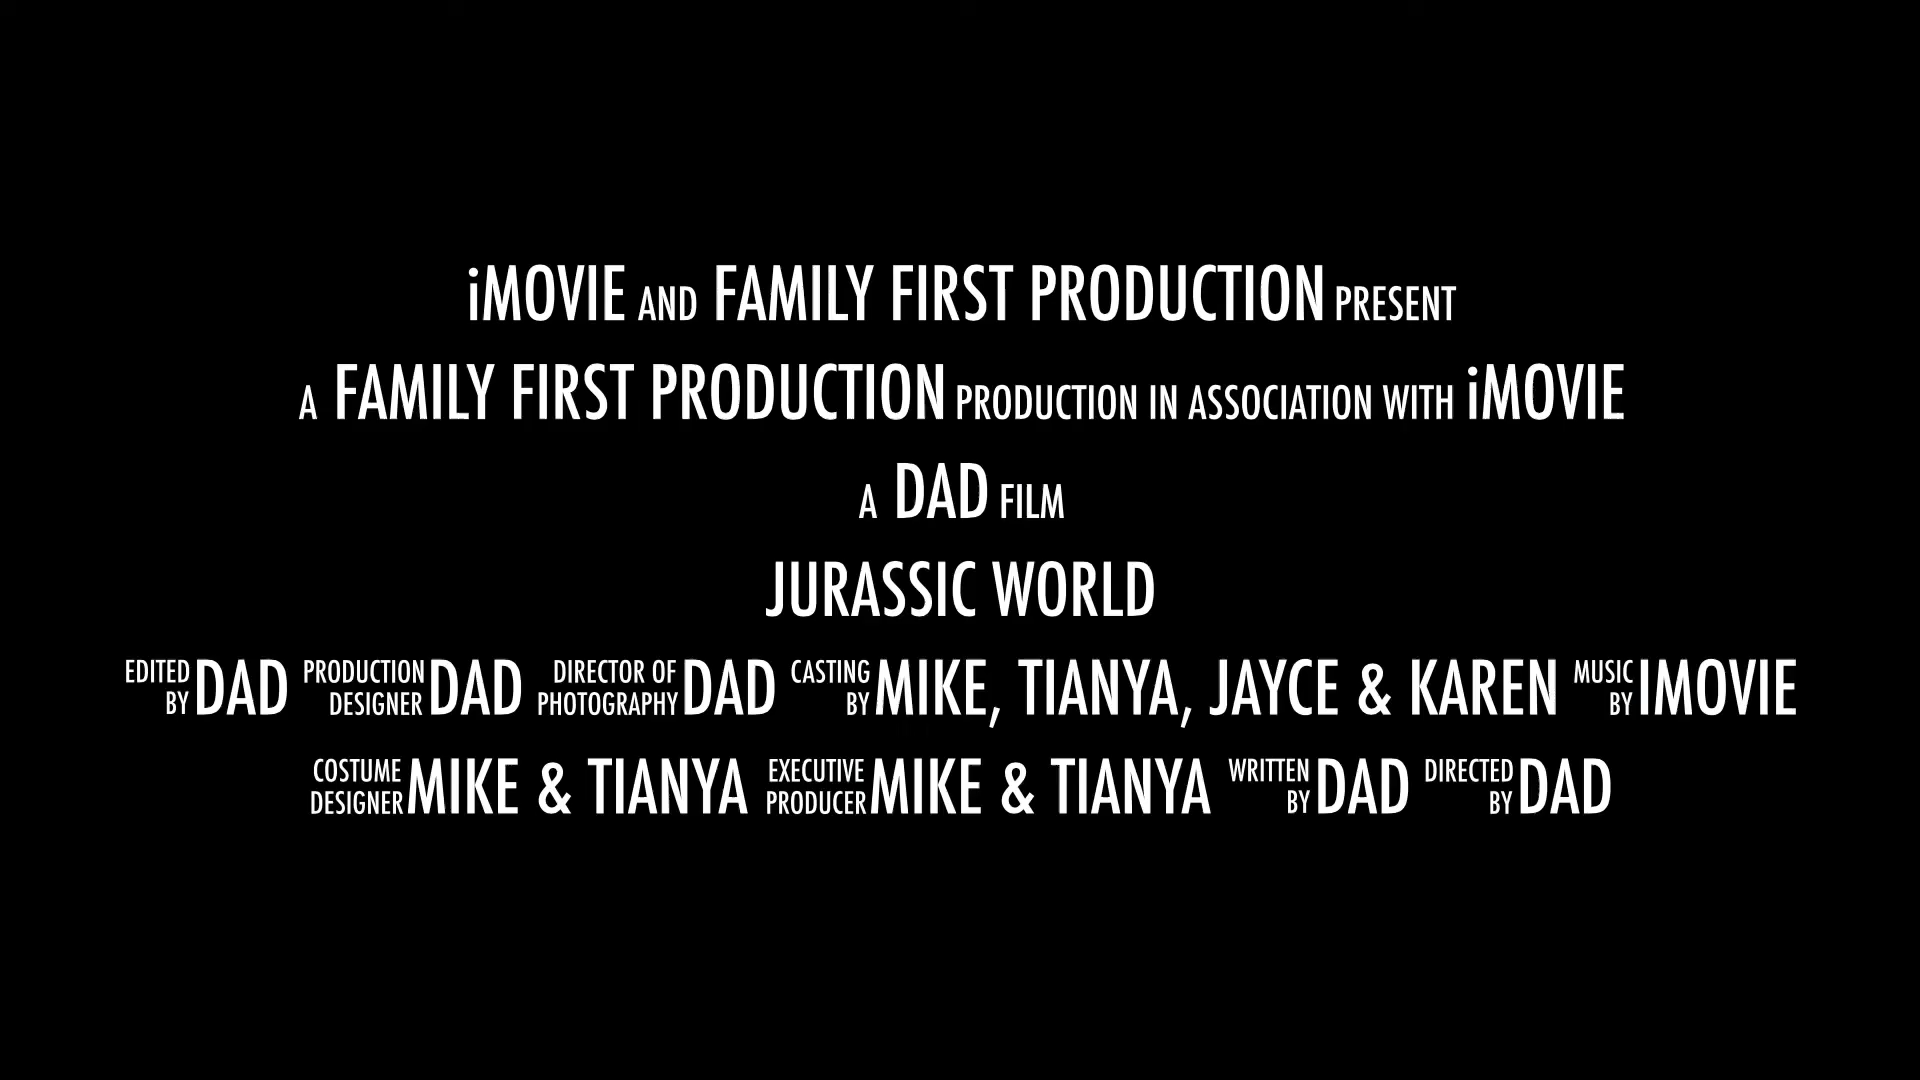 iMOVIE AND FAMILY FIRST PRODUCTION PRESENT
A FAMILY FIRST PRODUCTION PRODUCTION IN ASSOCIATION WITH iMOVIE
A DAD FILM
JURASSIC WORLD
EDITED BY DAD PRODUCTION DESIGNER DAD DIRECTOR OF PHOTOGRAPHY DAD CASTING BY MIKE, TIANYA, JAYCE & KAREN MUSIC BY IMOVIE
COSTUME DESIGNER MIKE & TIANYA EXECUTIVE PRODUCER MIKE & TIANYA WRITTEN BY DAD DIRECTED BY DAD